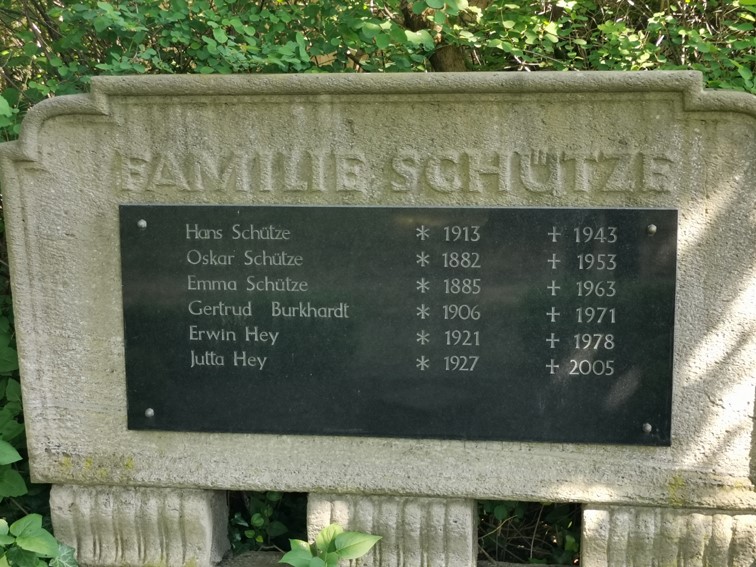 FAMILIE SCHÜTZE
Hans Schütze * 1913 + 1943
Oskar Schütze * 1882 + 1953
Emma Schütze * 1885 + 1963
Gertrud Burkhardt * 1906 + 1971
Erwin Hey * 1921 + 1978
Jutta Hey * 1927 + 2005